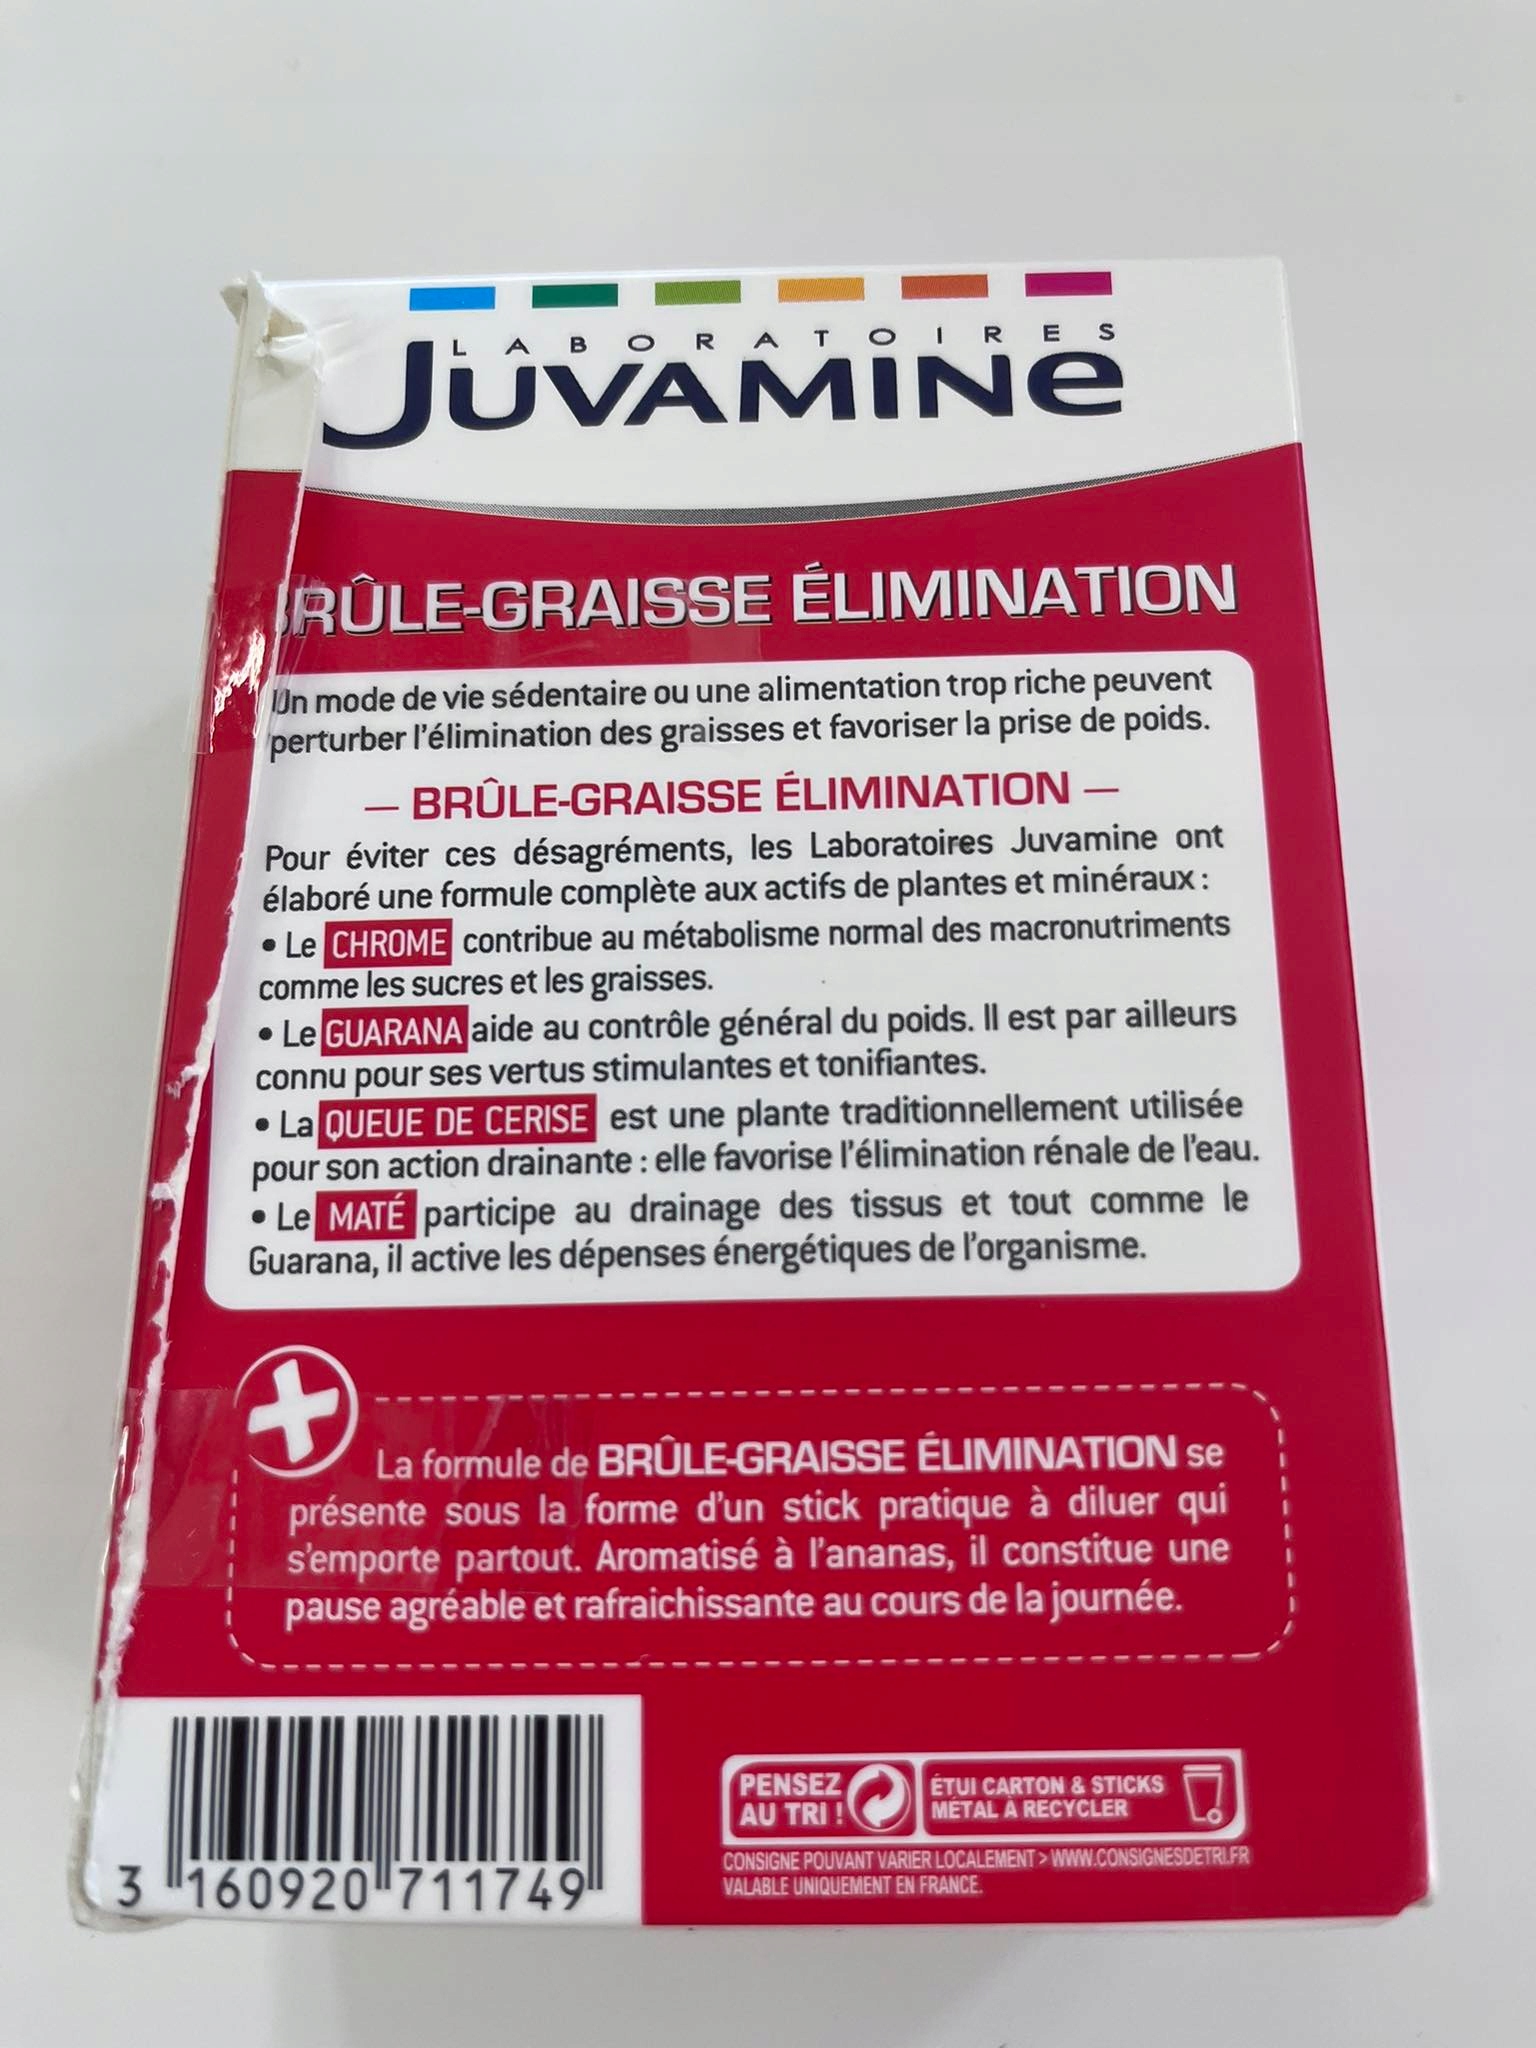 LABORATOIRES
JUVAMINe
BRÛLE-GRAISSE ÉLIMINATION
Un mode de vie sédentaire ou une alimentation trop riche peuvent
perturber l'élimination des graisses et favoriser la prise de poids.
— BRÛLE-GRAISSE ÉLIMINATION —
Pour éviter ces désagréments, les Laboratoires Juvamine ont
élaboré une formule complète aux actifs de plantes et minéraux :
• Le CHROME contribue au métabolisme normal des macronutriments
comme les sucres et les graisses.
• Le GUARANA aide au contrôle général du poids. Il est par ailleurs
connu pour ses vertus stimulantes et tonifiantes.
• La QUEUE DE CERISE est une plante traditionnellement utilisée
pour son action drainante : elle favorise l'élimination rénale de l'eau.
• Le MATÉ participe au drainage des tissus et tout comme le
Guarana, il active les dépenses énergétiques de l'organisme.
La formule de BRÛLE-GRAISSE ÉLIMINATION se
présente sous la forme d'un stick pratique à diluer qui
s'emporte partout. Aromatisé à l'ananas, il constitue une
pause agréable et rafraichissante au cours de la journée.
3 160920 711749
PENSEZ
AU TRI !
ÉTUI CARTON & STICKS
MÉTAL À RECYCLER
CONSIGNE POUVANT VARIER LOCALEMENT > WWW.CONSIGNESDETRI.FR
VALABLE UNIQUEMENT EN FRANCE.